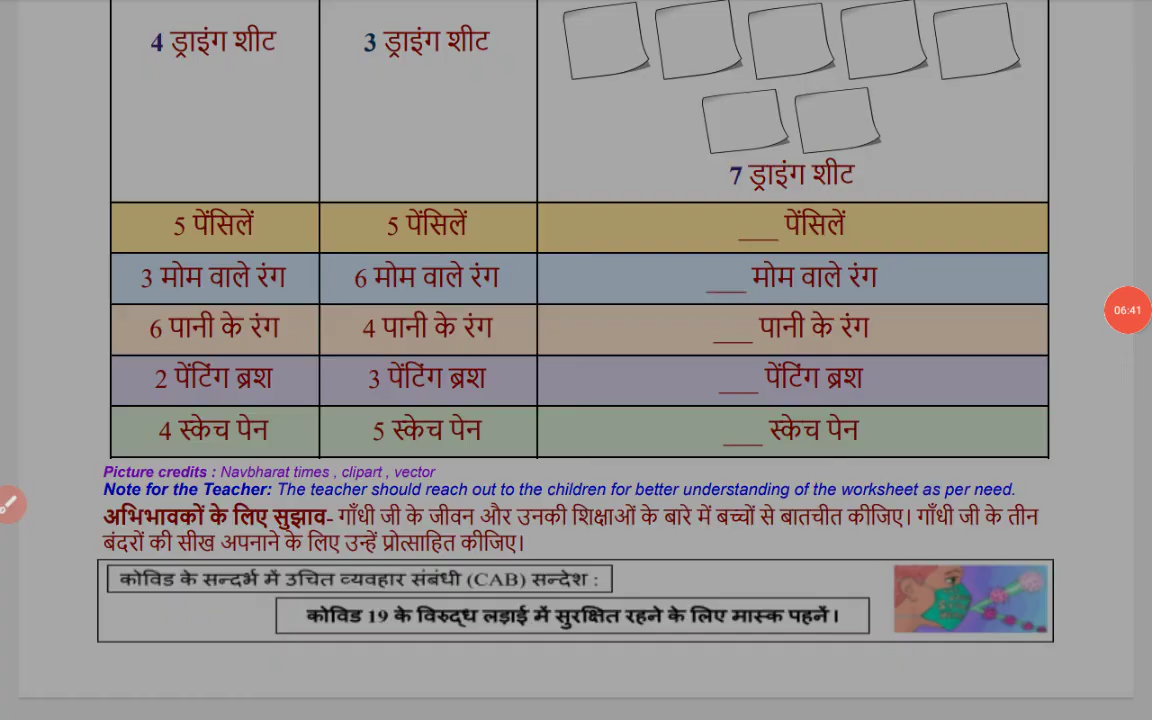 4 ड्राइंग शीट
3 ड्राइंग शीट
7 ड्राइंग शीट
5 पेंसिलें
5 पेंसिलें
___ पेंसिलें
3 मोम वाले रंग
6 मोम वाले रंग
___ मोम वाले रंग
6 पानी के रंग
4 पानी के रंग
___ पानी के रंग
2 पेंटिंग ब्रश
3 पेंटिंग ब्रश
___ पेंटिंग ब्रश
4 स्केच पेन
5 स्केच पेन
___ स्केच पेन
Picture credits : Navbharat times , clipart , vector
Note for the Teacher: The teacher should reach out to the children for better understanding of the worksheet as per need.
अभिभावकों के लिए सुझाव- गाँधी जी के जीवन और उनकी शिक्षाओं के बारे में बच्चों से बातचीत कीजिए। गाँधी जी के तीन
बंदरों की सीख अपनाने के लिए उन्हें प्रोत्साहित कीजिए।
कोविड के सन्दर्भ में उचित व्यवहार संबंधी (CAB) सन्देश :
कोविड 19 के विरुद्ध लड़ाई में सुरक्षित रहने के लिए मास्क पहनें।
06:41